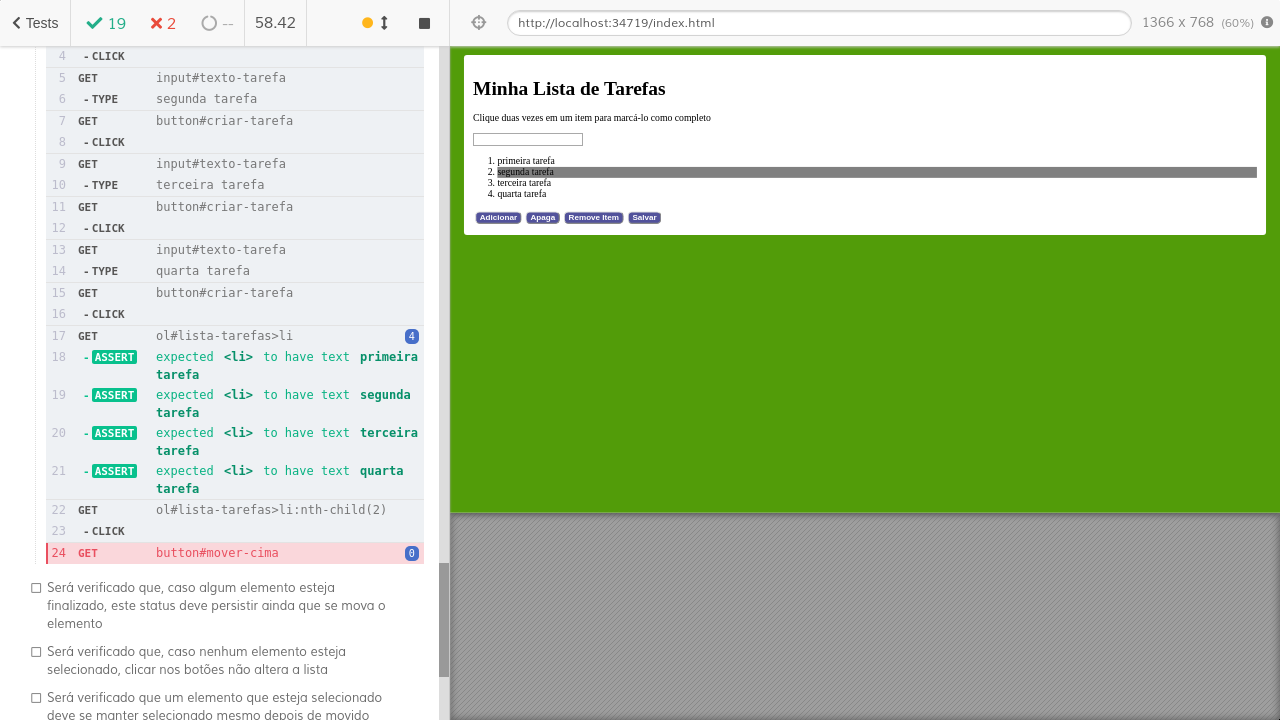 Tests 19 2 -- 58.42
http://localhost:34719/index.html 1366 x 768 (60%)
4 - CLICK
5 GET input#texto-tarefa
6 - TYPE segunda tarefa
7 GET button#criar-tarefa
8 - CLICK
9 GET input#texto-tarefa
10 - TYPE terceira tarefa
11 GET button#criar-tarefa
12 - CLICK
13 GET input#texto-tarefa
14 - TYPE quarta tarefa
15 GET button#criar-tarefa
16 - CLICK
17 GET ol#lista-tarefas>li 4
18 - ASSERT expected <li> to have text primeira
tarefa
19 - ASSERT expected <li> to have text segunda
tarefa
20 - ASSERT expected <li> to have text terceira
tarefa
21 - ASSERT expected <li> to have text quarta
tarefa
22 GET ol#lista-tarefas>li:nth-child(2)
23 - CLICK
24 GET button#mover-cima 0
Será verificado que, caso algum elemento esteja
finalizado, este status deve persistir ainda que se mova o
elemento
Será verificado que, caso nenhum elemento esteja
selecionado, clicar nos botões não altera a lista
Será verificado que um elemento que esteja selecionado
deve se manter selecionado mesmo depois de movido
Minha Lista de Tarefas
Clique duas vezes em um item para marcá-lo como completo
1. primeira tarefa
2. segunda tarefa
3. terceira tarefa
4. quarta tarefa
Adicionar Apaga Remove Item Salvar